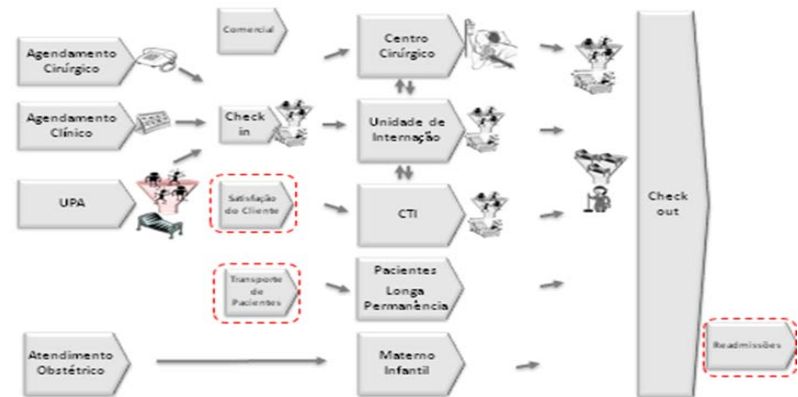 Comercial
Agendamento
Cirúrgico
Centro
Cirúrgico
Agendamento
Clínico
Check
in
Unidade de
Internação
UPA
Satisfação
do Cliente
CTI
Check
out
Transporte
de
Pacientes
Pacientes
Longa
Permanência
Atendimento
Obstétrico
Materno
Infantil
Readmissões